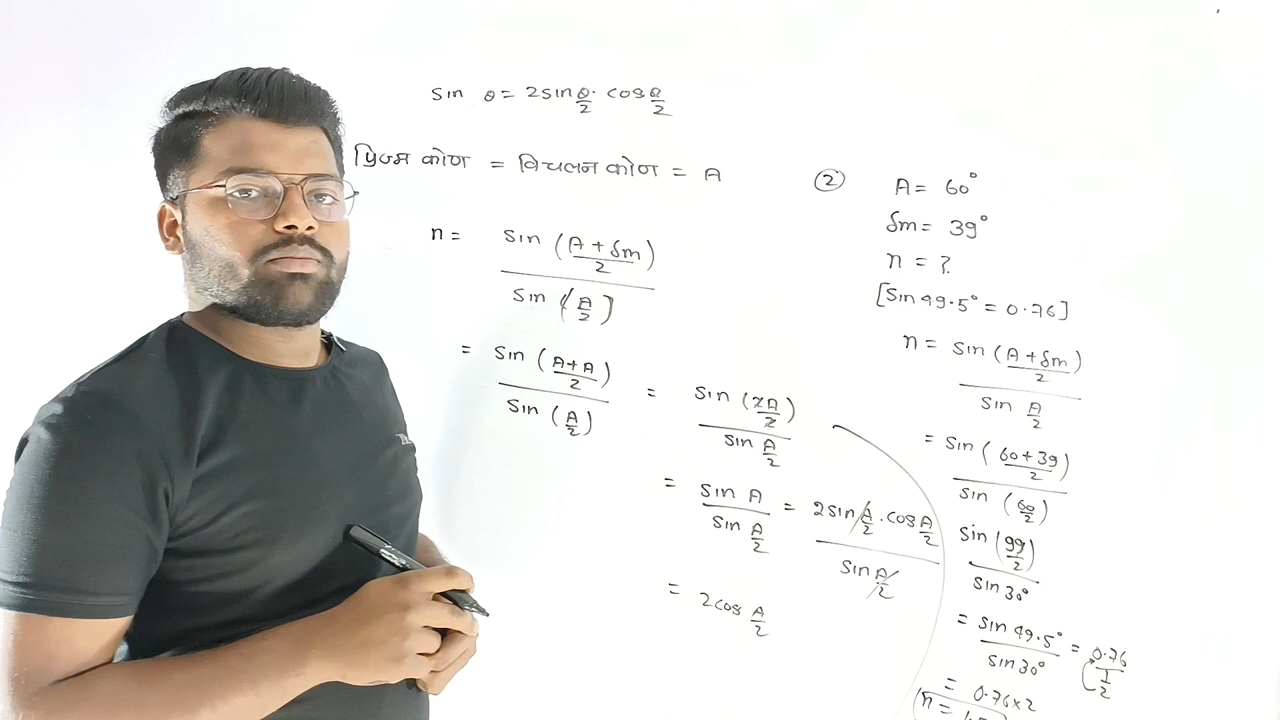 sin θ = 2sin θ/2 . cos θ/2
प्रिज्म कोण = विचलन कोण = A
n = sin (A + δm / 2) / sin (A/2)
= sin (A+A / 2) / sin (A/2) = sin (2A/2) / sin A/2
= sin A / sin A/2 = 2 sin A/2 . cos A/2 / sin A/2
= 2cos A/2
② A = 60°
δm = 39°
n = ?
[Sin 49.5° = 0.76]
n = sin (A + δm / 2) / sin A/2
= sin (60+39 / 2) / sin (60/2)
sin (99/2) / sin 30°
= sin 49.5° / sin 30° = 0.76 / 1/2
= 0.76×2
n =